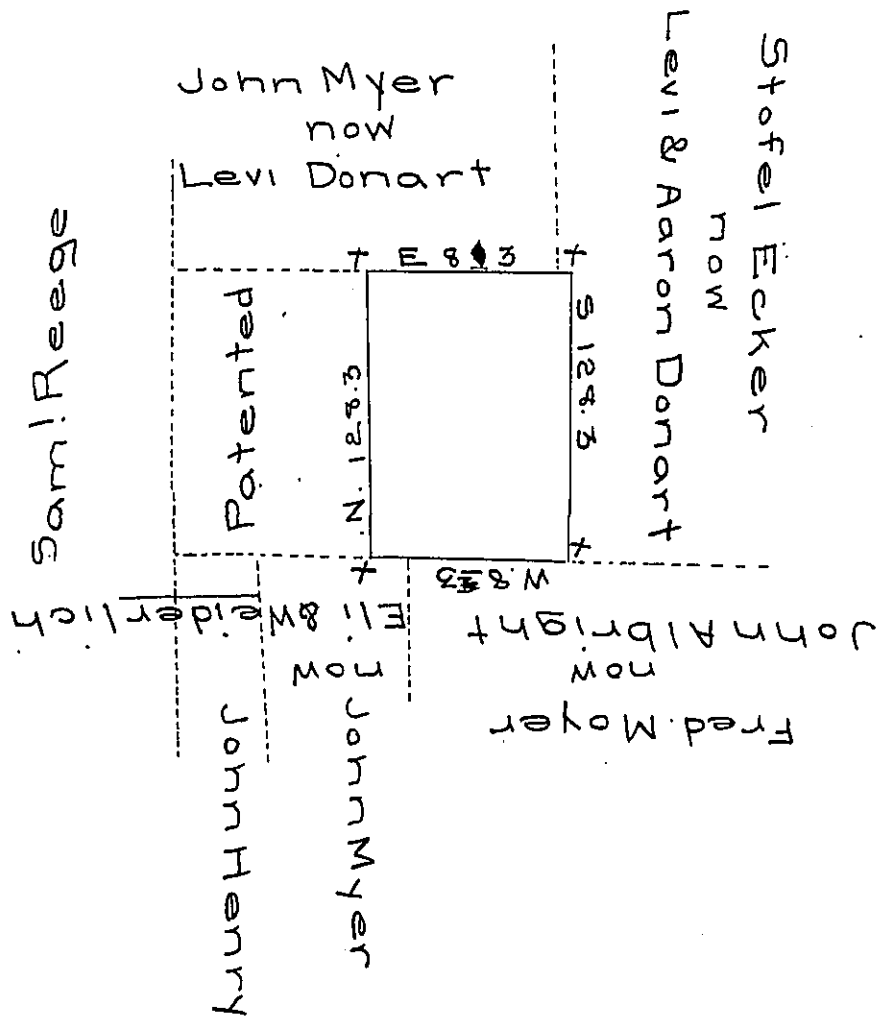 John Myer
now
Levi Donart
Stofel Ecker
now
Levi & Aaron Donart
Sam! Reege
Patented
E 83
S 128.3
N. 128.3
W. 83
Eli & Weiderlich
now
John Myer
John Henry
John Albright
now
Fred. Moyer